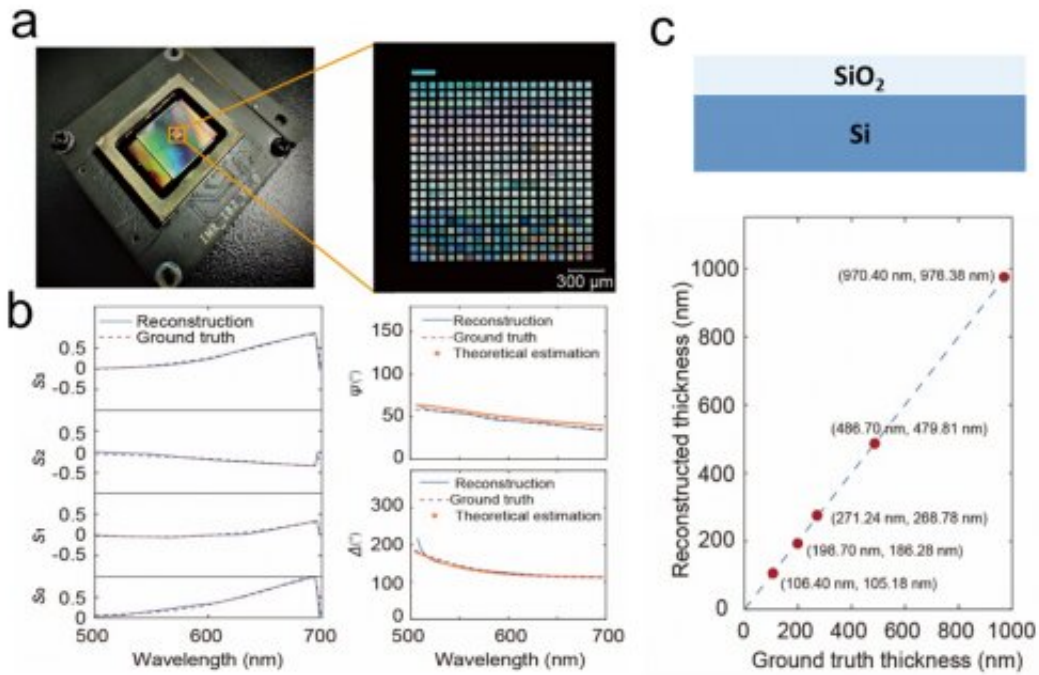 a
300 µm
b
Reconstruction
Ground truth
S3
0.5
0
-0.5
S2
0.5
0
-0.5
S1
0.5
0
-0.5
S0
0.5
0
500
600
700
Wavelength (nm)
Reconstruction
Ground truth
Theoretical estimation
ψ(°)
150
100
50
0
Reconstruction
Ground truth
Theoretical estimation
Δ(°)
300
200
100
0
500
600
700
Wavelength (nm)
c
SiO2
Si
Reconstructed thickness (nm)
1000
800
600
400
200
0
(970.40 nm, 978.38 nm)
(486.70 nm, 479.81 nm)
(271.24 nm, 268.78 nm)
(198.70 nm, 186.28 nm)
(106.40 nm, 105.18 nm)
0
200
400
600
800
1000
Ground truth thickness (nm)